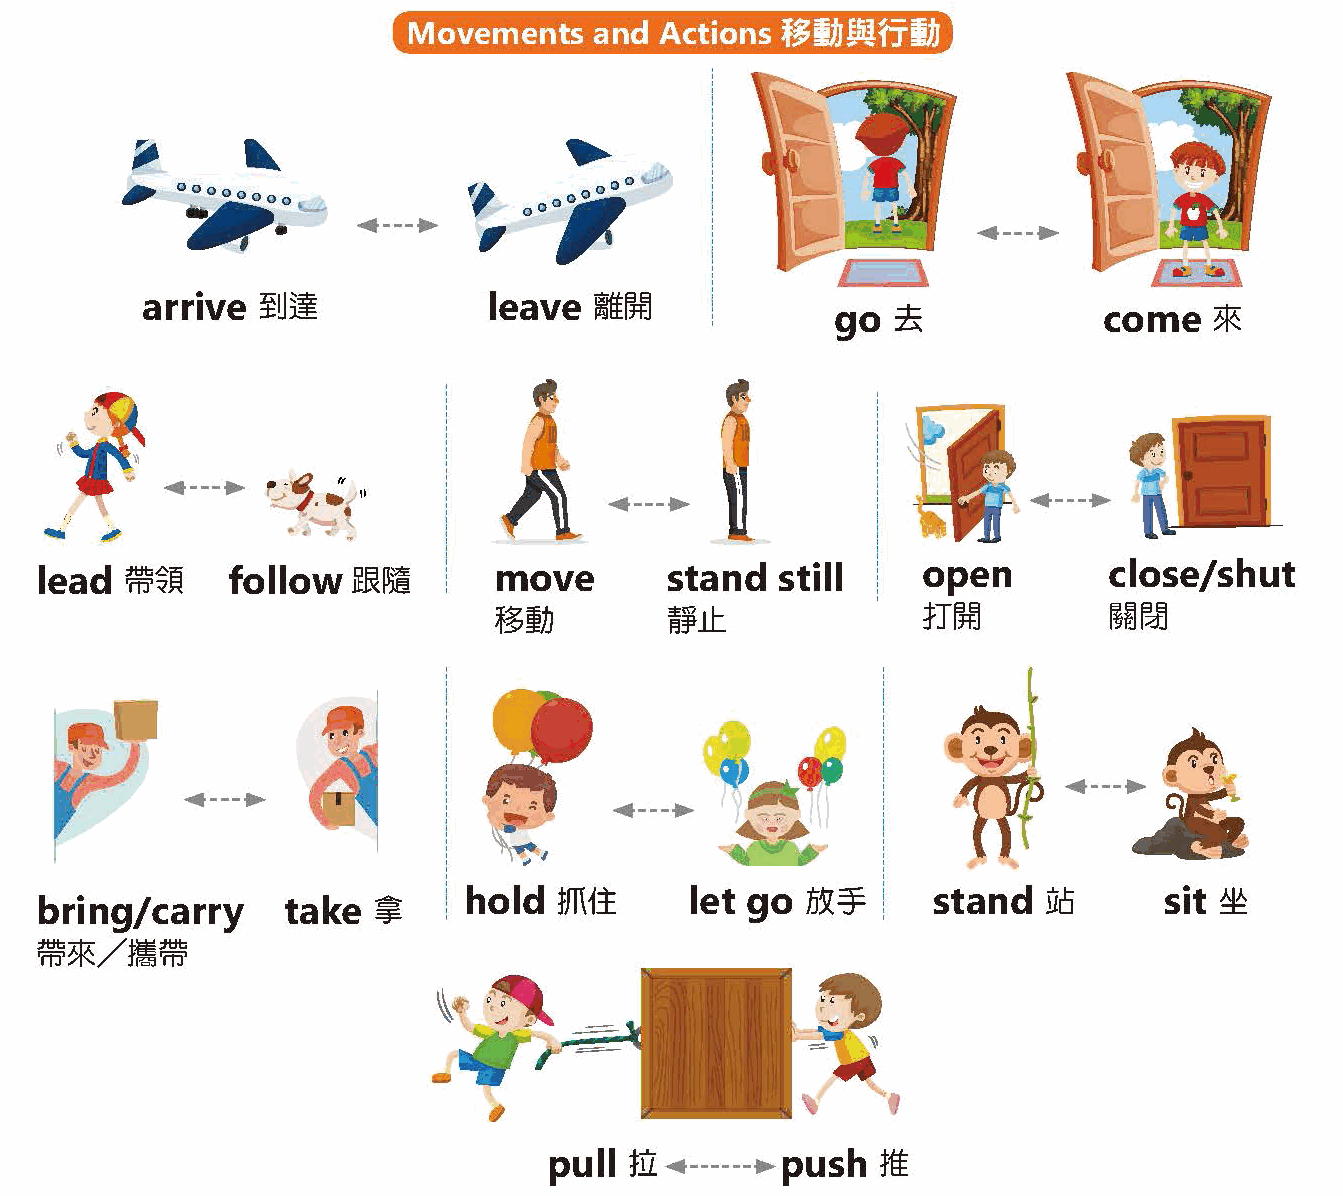 Movements and Actions 移動與行動
arrive 到達
leave 離開
go 去
come 來
lead 帶領
follow 跟隨
move
移動
stand still
靜止
open
打開
close/shut
關閉
bring/carry
帶來／攜帶
take 拿
hold 抓住
let go 放手
stand 站
sit 坐
pull 拉
push 推